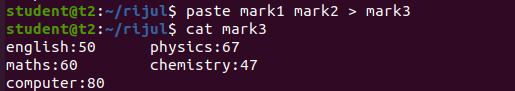 student@t2:~/rijul$ paste mark1 mark2 > mark3
student@t2:~/rijul$ cat mark3
english:50 physics:67
maths:60 chemistry:47
computer:80